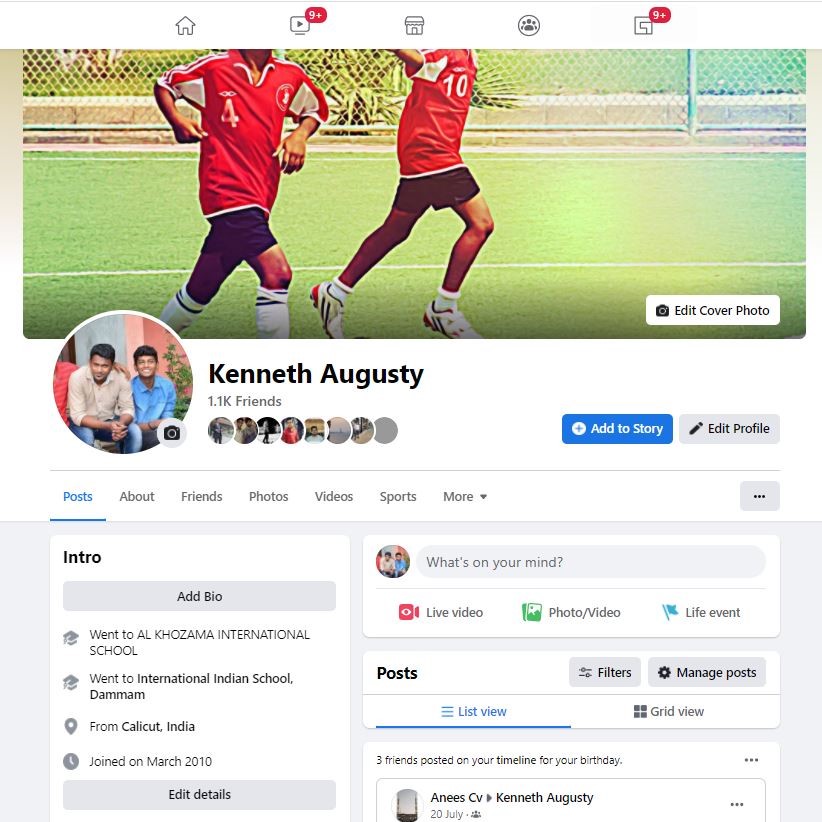 9+
9+
4
10
Edit Cover Photo
Kenneth Augusty
1.1K Friends
Add to Story
Edit Profile
Posts
About
Friends
Photos
Videos
Sports
More
Intro
Add Bio
Went to AL KHOZAMA INTERNATIONAL
SCHOOL
Went to International Indian School,
Dammam
From Calicut, India
Joined on March 2010
Edit details
What's on your mind?
Live video
Photo/Video
Life event
Posts
Filters
Manage posts
List view
Grid view
3 friends posted on your timeline for your birthday.
Anees Cv Kenneth Augusty
20 July ·